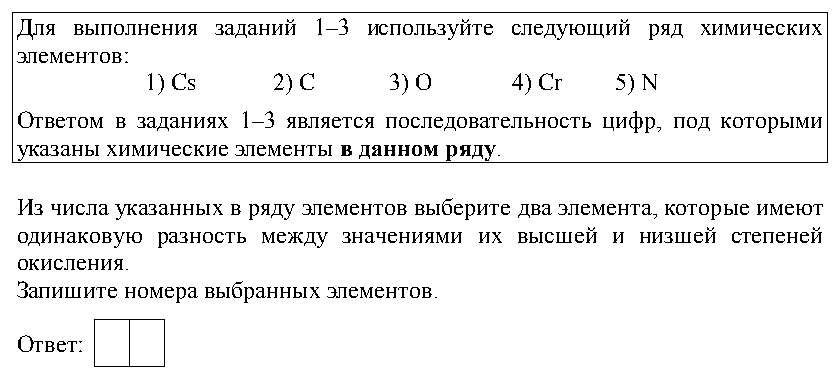 Для выполнения заданий 1–3 используйте следующий ряд химических
элементов:
1) Cs 2) C 3) O 4) Cr 5) N
Ответом в заданиях 1–3 является последовательность цифр, под которыми
указаны химические элементы в данном ряду.
Из числа указанных в ряду элементов выберите два элемента, которые имеют
одинаковую разность между значениями их высшей и низшей степеней
окисления.
Запишите номера выбранных элементов.
Ответ: